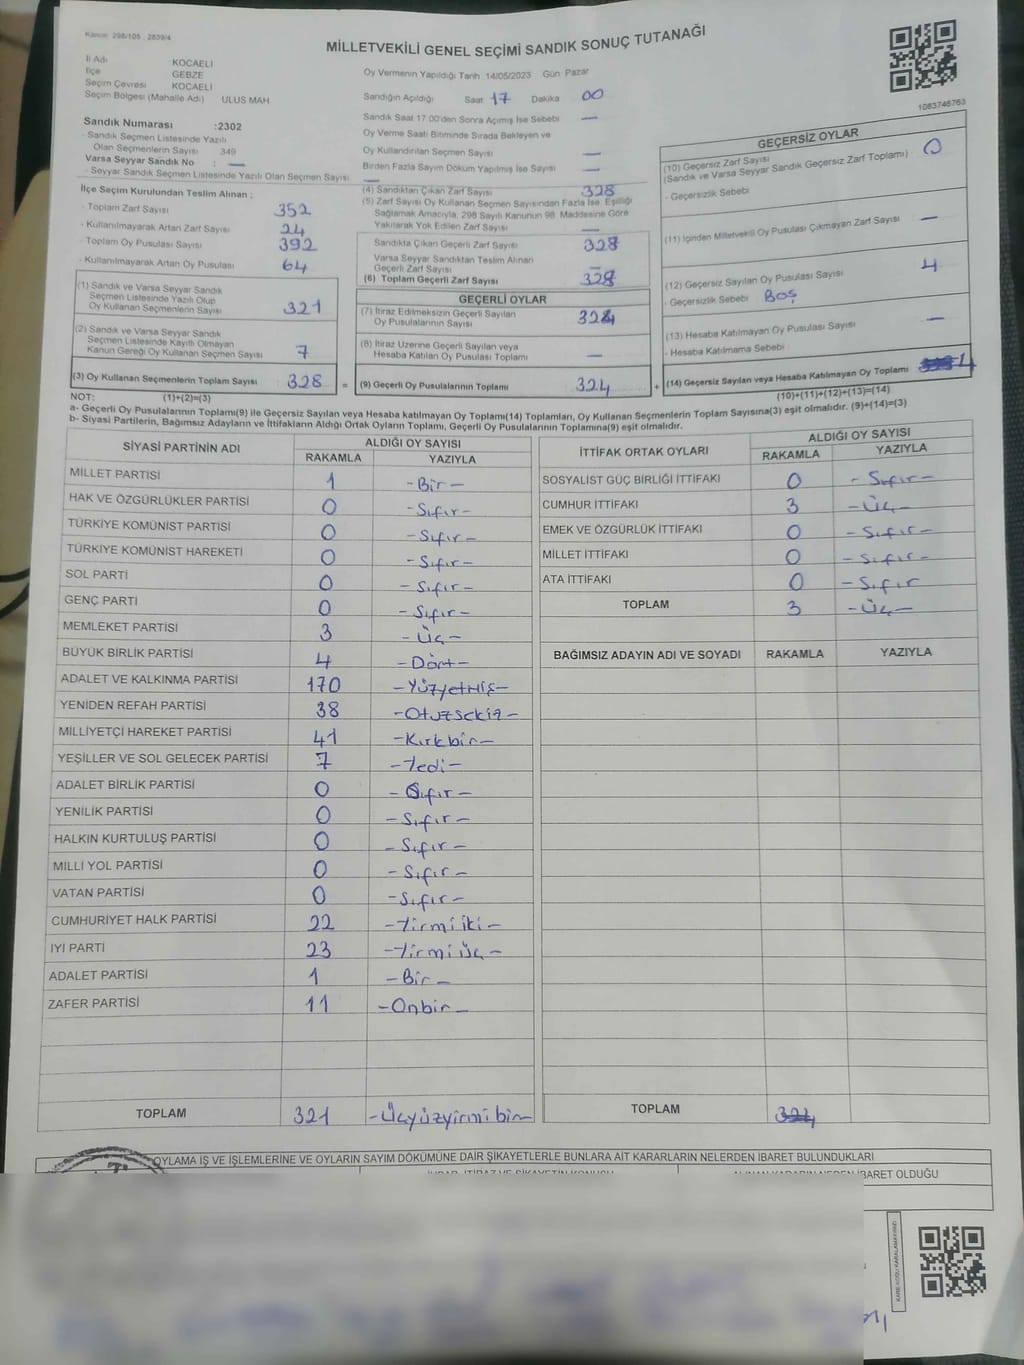 Kanun: 298/105 . 2839/4
MİLLETVEKİLİ GENEL SEÇİMİ SANDIK SONUÇ TUTANAĞI
İl Adı KOCAELİ
İlçe GEBZE
Seçim Çevresi KOCAELİ
Seçim Bölgesi (Mahalle Adı) ULUS MAH
Sandık Numarası :2302
- Sandık Seçmen Listesinde Yazılı
Olan Seçmenlerin Sayısı 349
Varsa Seyyar Sandık No : —
- Seyyar Sandık Seçmen Listesinde Yazılı Olan Seçmen Sayısı —
İlçe Seçim Kurulundan Teslim Alınan :
- Toplam Zarf Sayısı 352
- Kullanılmayarak Artan Zarf Sayısı 24
- Toplam Oy Pusulası Sayısı 392
- Kullanılmayarak Artan Oy Pusulası 64
(1) Sandık ve Varsa Seyyar Sandık
Seçmen Listesinde Yazılı Olup
Oy Kullanan Seçmenlerin Sayısı 321
(2) Sandık ve Varsa Seyyar Sandık
Seçmen Listesinde Kayıtlı Olmayan
Kanun Gereği Oy Kullanan Seçmen Sayısı 7
(3) Oy Kullanan Seçmenlerin Toplam Sayısı 328 =
Oy Vermenin Yapıldığı Tarih 14/05/2023 Gün Pazar
Sandığın Açıldığı Saat 17 Dakika 00
Sandık Saat 17.00'den Sonra Açımış İse Sebebi —
Oy Verme Saati Bitiminde Sırada Bekleyen ve
Oy Kullandırılan Seçmen Sayısı —
Birden Fazla Sayım Döküm Yapılmış İse Sayısı —
(4) Sandıktan Çıkan Zarf Sayısı 328
(5) Zarf Sayısı Oy Kullanan Seçmen Sayısından Fazla İse, Eşitliği
Sağlamak Amacıyla, 298 Sayılı Kanunun 98. Maddesine Göre
Yakılarak Yok Edilen Zarf Sayısı —
Sandıkta Çıkan Geçerli Zarf Sayısı 328
Varsa Seyyar Sandıktan Teslim Alınan
Geçerli Zarf Sayısı —
(6) Toplam Geçerli Zarf Sayısı 328
GEÇERLİ OYLAR
(7) İtiraz Edilmeksizin Geçerli Sayılan
Oy Pusulalarının Sayısı 324
(8) İtiraz Üzerine Geçerli Sayılan veya
Hesaba Katılan Oy Pusulası Toplamı —
(9) Geçerli Oy Pusulalarının Toplamı 324 +
1083746763
GEÇERSİZ OYLAR
(10) Geçersiz Zarf Sayısı 0
(Sandık ve Varsa Seyyar Sandık Geçersiz Zarf Toplamı)
- Geçersizlik Sebebi
(11) İçinden Milletvekili Oy Pusulası Çıkmayan Zarf Sayısı —
(12) Geçersiz Sayılan Oy Pusulası Sayısı 4
- Geçersizlik Sebebi BOŞ
(13) Hesaba Katılmayan Oy Pusulası Sayısı —
- Hesaba Katılmama Sebebi
(14) Geçersiz Sayılan veya Hesaba Katılmayan Oy Toplamı 4
NOT: (1)+(2)=(3)
(10)+(11)+(12)+(13)=(14)
a- Geçerli Oy Pusulalarının Toplamı(9) ile Geçersiz Sayılan veya Hesaba katılmayan Oy Toplamı(14) Toplamları, Oy Kullanan Seçmenlerin Toplam Sayısına(3) eşit olmalıdır. (9)+(14)=(3)
b- Siyasi Partilerin, Bağımsız Adayların ve İttifakların Aldığı Ortak Oyların Toplamı, Geçerli Oy Pusulalarının Toplamına(9) eşit olmalıdır.
SİYASİ PARTİNİN ADI ALDIĞI OY SAYISI
RAKAMLA YAZIYLA
MİLLET PARTİSİ 1 -Bir-
HAK VE ÖZGÜRLÜKLER PARTİSİ 0 -Sıfır-
TÜRKİYE KOMÜNİST PARTİSİ 0 -Sıfır-
TÜRKİYE KOMÜNİST HAREKETİ 0 -Sıfır-
SOL PARTİ 0 -Sıfır-
GENÇ PARTİ 0 -Sıfır-
MEMLEKET PARTİSİ 3 -Üç-
BÜYÜK BİRLİK PARTİSİ 4 -Dört-
ADALET VE KALKINMA PARTİSİ 170 -Yüzyetmiş-
YENİDEN REFAH PARTİSİ 38 -Otuzsekiz-
MİLLİYETÇİ HAREKET PARTİSİ 41 -Kırkbir-
YEŞİLLER VE SOL GELECEK PARTİSİ 7 -Yedi-
ADALET BİRLİK PARTİSİ 0 -Sıfır-
YENİLİK PARTİSİ 0 -Sıfır-
HALKIN KURTULUŞ PARTİSİ 0 -Sıfır-
MİLLİ YOL PARTİSİ 0 -Sıfır-
VATAN PARTİSİ 0 -Sıfır-
CUMHURİYET HALK PARTİSİ 22 -Yirmi iki-
İYİ PARTİ 23 -Yirmi üç-
ADALET PARTİSİ 1 -Bir-
ZAFER PARTİSİ 11 -Onbir-
TOPLAM 321 -Üçyüzyirmi bir-
İTTİFAK ORTAK OYLARI ALDIĞI OY SAYISI
RAKAMLA YAZIYLA
SOSYALİST GÜÇ BİRLİĞİ İTTİFAKI 0 -Sıfır-
CUMHUR İTTİFAKI 3 -Üç-
EMEK VE ÖZGÜRLÜK İTTİFAKI 0 -Sıfır-
MİLLET İTTİFAKI 0 -Sıfır-
ATA İTTİFAKI 0 -Sıfır
TOPLAM 3 -Üç-
BAĞIMSIZ ADAYIN ADI VE SOYADI RAKAMLA YAZIYLA
TOPLAM 324
OYLAMA İŞ VE İŞLEMLERİNE VE OYLARIN SAYIM DÖKÜMÜNE DAİR ŞİKAYETLERLE BUNLARA AİT KARARLARIN NELERDEN İBARET BULUNDUKLARI
İBARET OLDUĞU